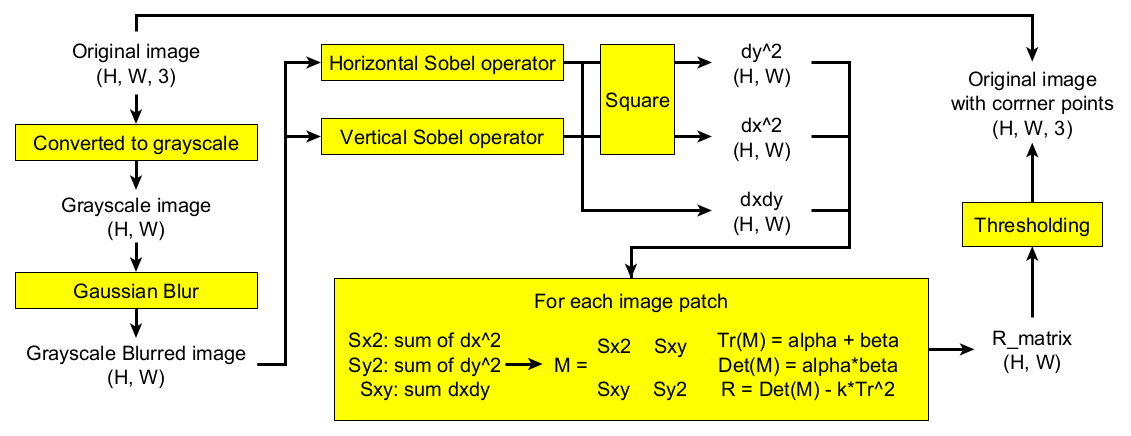 Original image
(H, W, 3)
Converted to grayscale
Grayscale image
(H, W)
Gaussian Blur
Grayscale Blurred image
(H, W)
Horizontal Sobel operator
Vertical Sobel operator
Square
dy^2
(H, W)
dx^2
(H, W)
dxdy
(H, W)
For each image patch
Sx2: sum of dx^2
Sy2: sum of dy^2
Sxy: sum dxdy
M =
Sx2 Sxy
Sxy Sy2
Tr(M) = alpha + beta
Det(M) = alpha*beta
R = Det(M) - k*Tr^2
R_matrix
(H, W)
Thresholding
Original image
with corrner points
(H, W, 3)